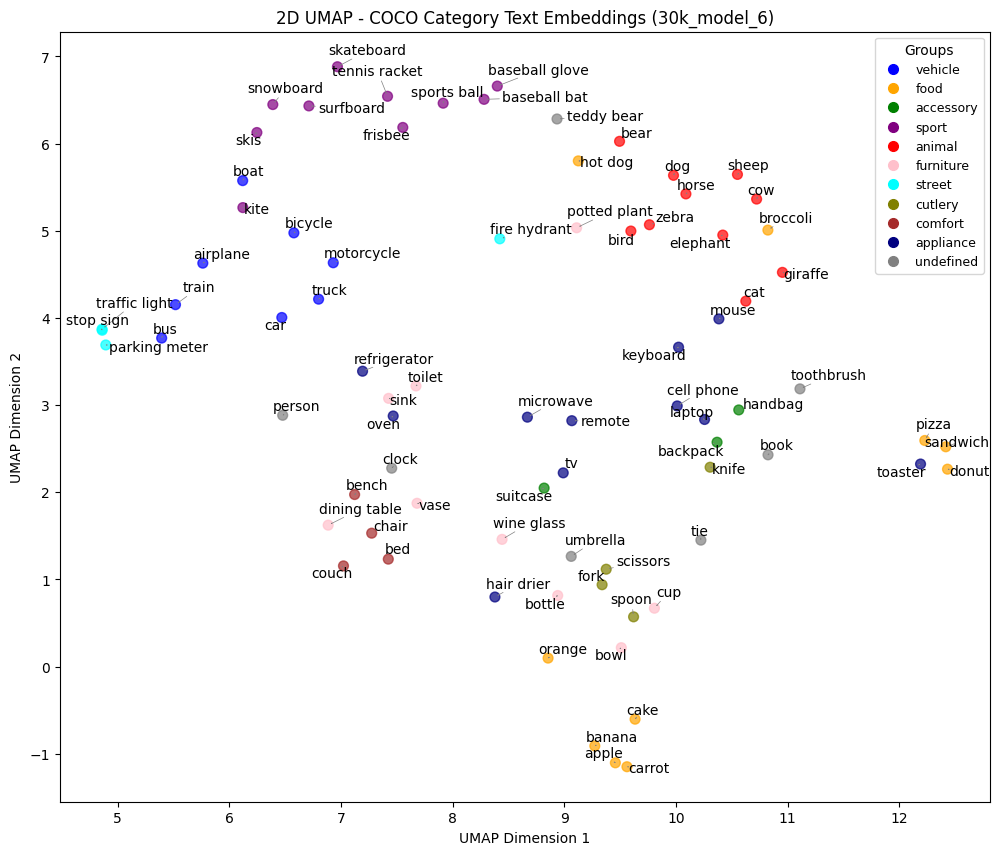 2D UMAP - COCO Category Text Embeddings (30k_model_6)
Groups
vehicle
food
accessory
sport
animal
furniture
street
cutlery
comfort
appliance
undefined
skateboard
tennis racket
baseball glove
snowboard
sports ball
baseball bat
surfboard
teddy bear
skis
frisbee
bear
hot dog
boat
dog
sheep
horse
cow
kite
bicycle
fire hydrant
potted plant
zebra
broccoli
bird
elephant
airplane
motorcycle
giraffe
train
truck
cat
traffic light
stop sign
bus
car
mouse
parking meter
refrigerator
keyboard
toilet
toothbrush
person
sink
oven
microwave
remote
cell phone
laptop
handbag
pizza
sandwich
clock
tv
backpack
book
knife
toaster
donut
bench
vase
suitcase
dining table
chair
wine glass
tie
bed
couch
umbrella
scissors
fork
hair drier
bottle
spoon
cup
orange
bowl
cake
banana
apple
carrot
7
6
5
4
3
2
1
0
−1
5
6
7
8
9
10
11
12
UMAP Dimension 1
UMAP Dimension 2